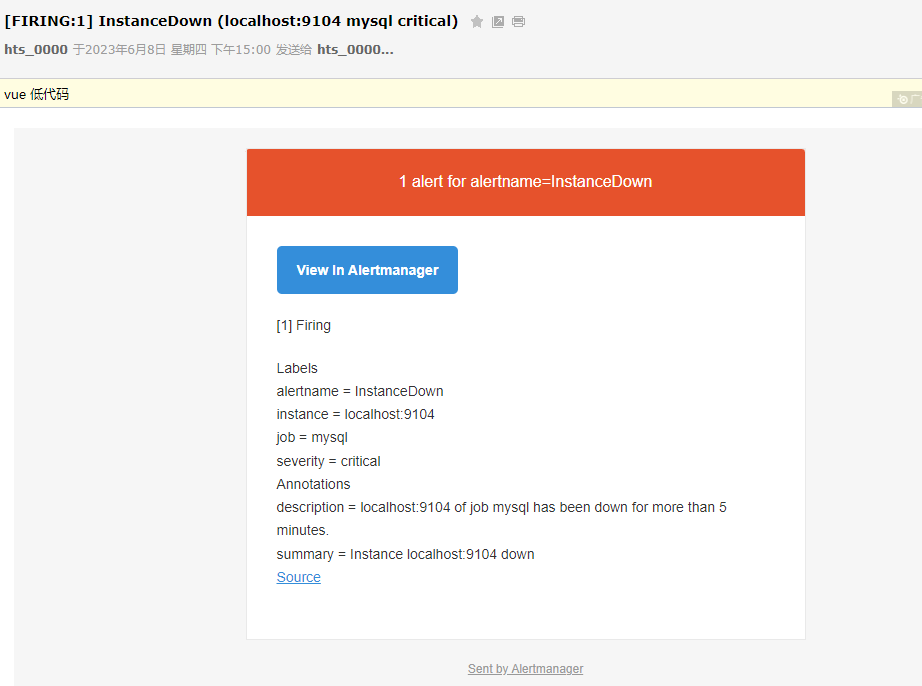 [FIRING:1] InstanceDown (localhost:9104 mysql critical)
hts_0000 于2023年6月8日 星期四 下午15:00 发送给 hts_0000...
vue 低代码
1 alert for alertname=InstanceDown
View In Alertmanager
[1] Firing
Labels
alertname = InstanceDown
instance = localhost:9104
job = mysql
severity = critical
Annotations
description = localhost:9104 of job mysql has been down for more than 5
minutes.
summary = Instance localhost:9104 down
Source
Sent by Alertmanager